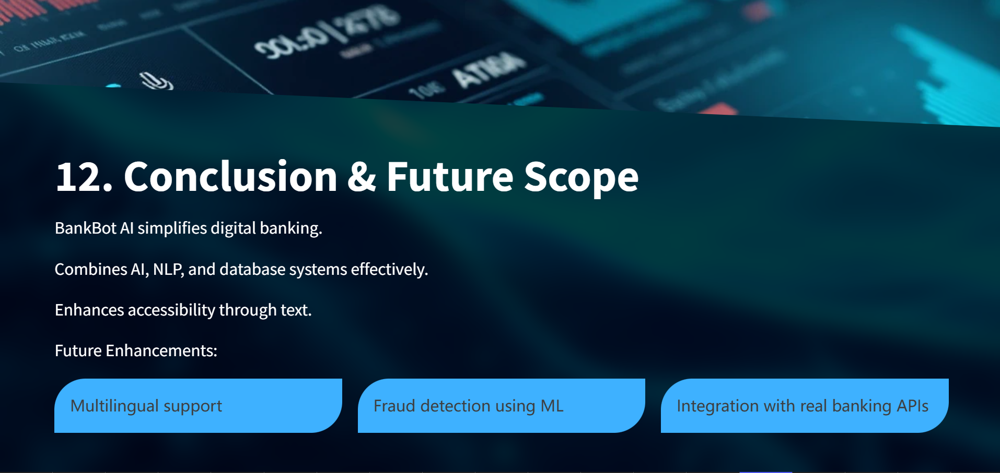 12. Conclusion & Future Scope
BankBot AI simplifies digital banking.
Combines AI, NLP, and database systems effectively.
Enhances accessibility through text.
Future Enhancements:
Multilingual support
Fraud detection using ML
Integration with real banking APIs